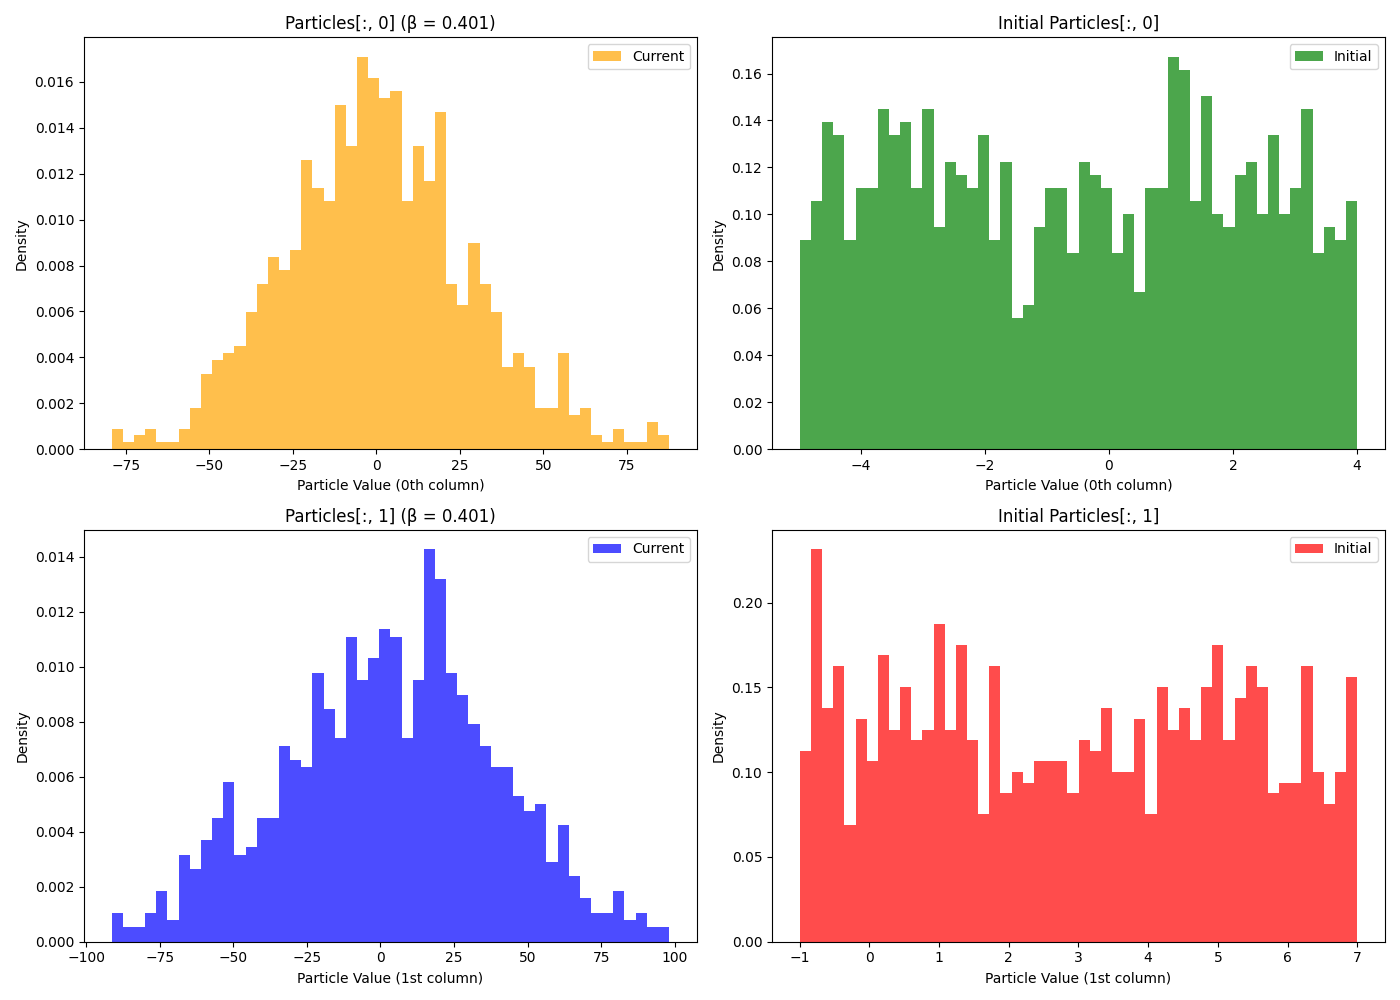 Particles[:, 0] (β = 0.401)
Current
0.016
0.014
0.012
0.010
0.008
0.006
0.004
0.002
0.000
Density
−75 −50 −25 0 25 50 75
Particle Value (0th column)
Initial Particles[:, 0]
Initial
0.16
0.14
0.12
0.10
0.08
0.06
0.04
0.02
0.00
Density
−4 −2 0 2 4
Particle Value (0th column)
Particles[:, 1] (β = 0.401)
Current
0.014
0.012
0.010
0.008
0.006
0.004
0.002
0.000
Density
−100 −75 −50 −25 0 25 50 75 100
Particle Value (1st column)
Initial Particles[:, 1]
Initial
0.20
0.15
0.10
0.05
0.00
Density
−1 0 1 2 3 4 5 6 7
Particle Value (1st column)